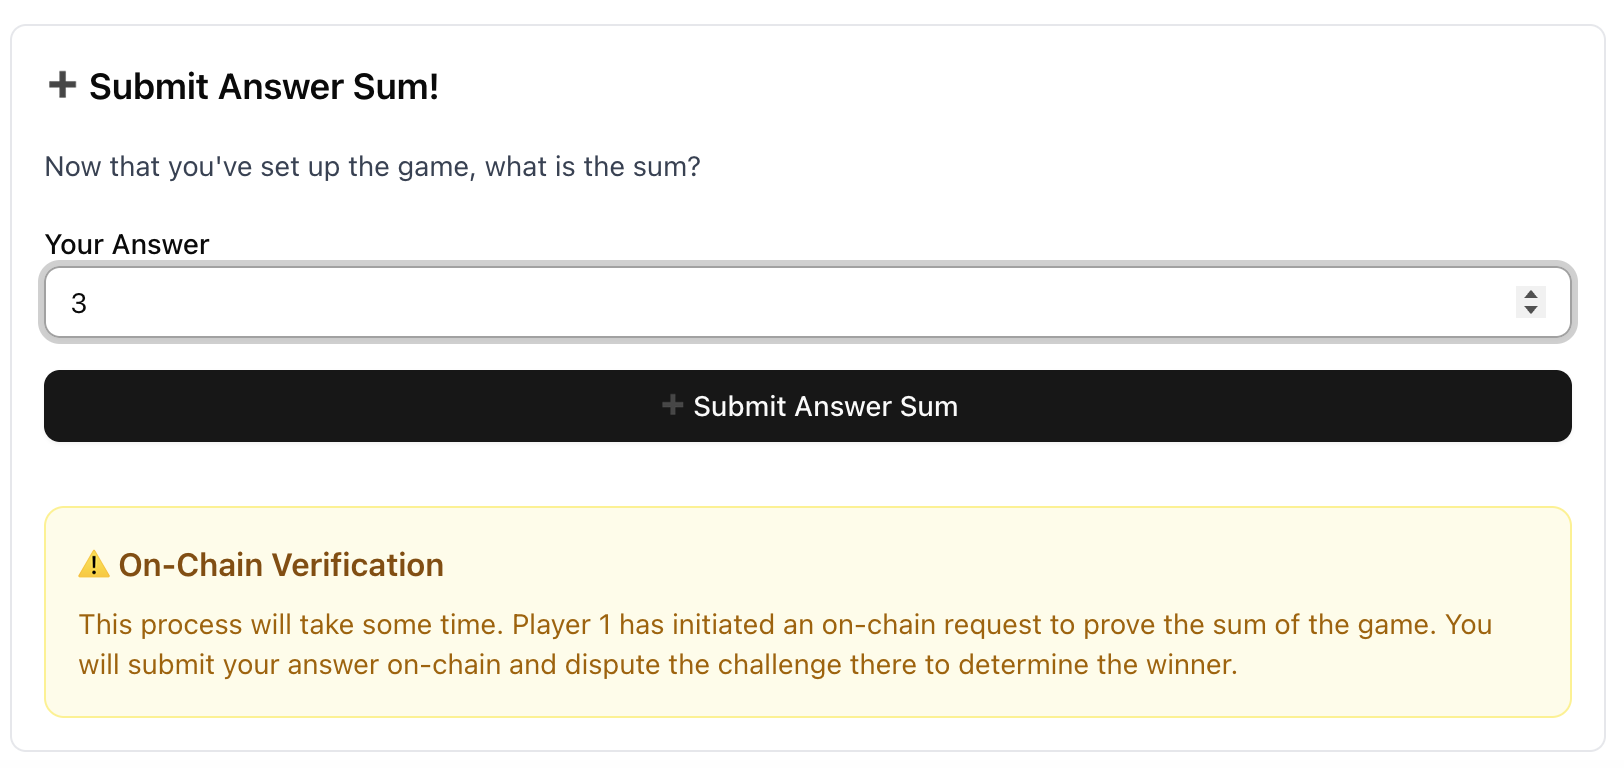 ➕ Submit Answer Sum!
Now that you've set up the game, what is the sum?
Your Answer
3
➕ Submit Answer Sum
⚠️ On-Chain Verification
This process will take some time. Player 1 has initiated an on-chain request to prove the sum of the game. You
will submit your answer on-chain and dispute the challenge there to determine the winner.